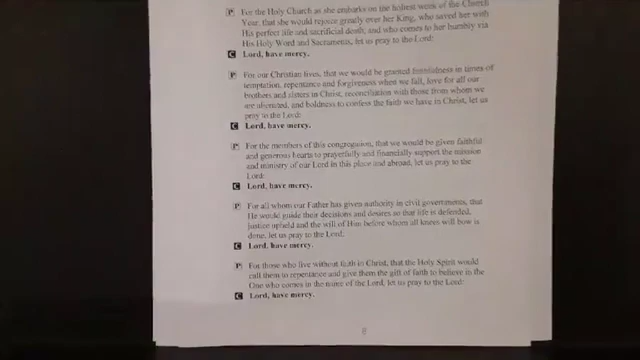 P For the Holy Church as she embarks on the holiest week of the Church
Year, that she would rejoice greatly over her King, who saved her with
His perfect life and sacrificial death, and who comes to her humbly via
His Holy Word and Sacraments, let us pray to the Lord:
C Lord, have mercy.
P For our Christian lives, that we would be granted faithfulness in times of
temptation, repentance and forgiveness when we fall, love for all our
brothers and sisters in Christ, reconciliation with those from whom we
are alienated, and boldness to confess the faith we have in Christ, let us
pray to the Lord:
C Lord, have mercy.
P For the members of this congregation, that we would be given faithful
and generous hearts to prayerfully and financially support the mission
and ministry of our Lord in this place and abroad, let us pray to the
Lord:
C Lord, have mercy.
P For all whom our Father has given authority in civil governments, that
He would guide their decisions and desires so that life is defended,
justice upheld and the will of Him before whom all knees will bow is
done, let us pray to the Lord:
C Lord, have mercy.
P For those who live without faith in Christ, that the Holy Spirit would
call them to repentance and give them the gift of faith to believe in the
One who comes in the name of the Lord, let us pray to the Lord:
C Lord, have mercy.